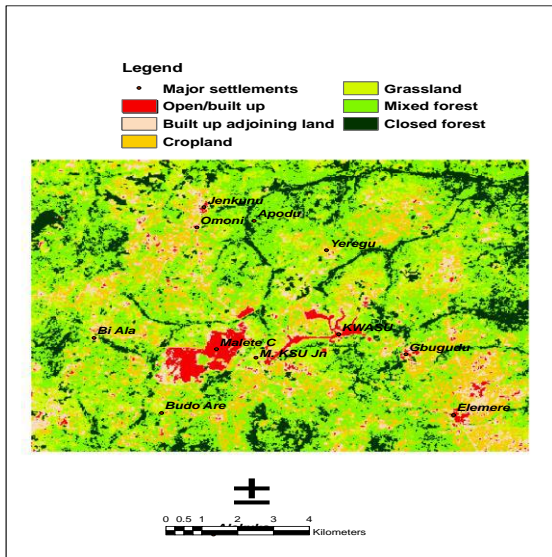 Legend
Major settlements
Open/built up
Built up adjoining land
Cropland
Grassland
Mixed forest
Closed forest
Jenkunu
Apodu
Omoni
Yeregu
KWASU
Bi Ala
Malete C
M. KSU Jn
Gbugudu
Budo Are
Elemere
0 0.5 1 2 3 4
Kilometers